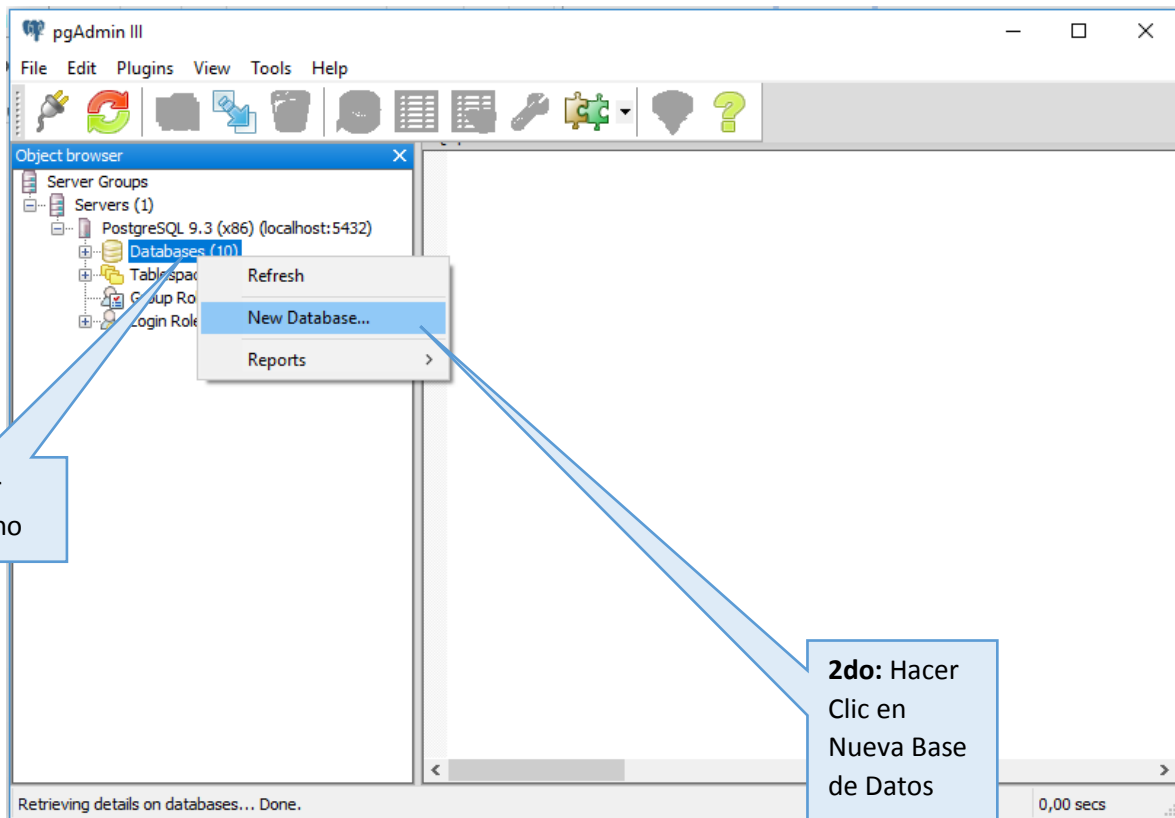 pgAdmin III
File Edit Plugins View Tools Help
Object browser
Server Groups
Servers (1)
PostgreSQL 9.3 (x86) (localhost:5432)
Databases (10)
Refresh
New Database...
Reports
2do: Hacer
Clic en
Nueva Base
de Datos
Retrieving details on databases... Done.
0,00 secs